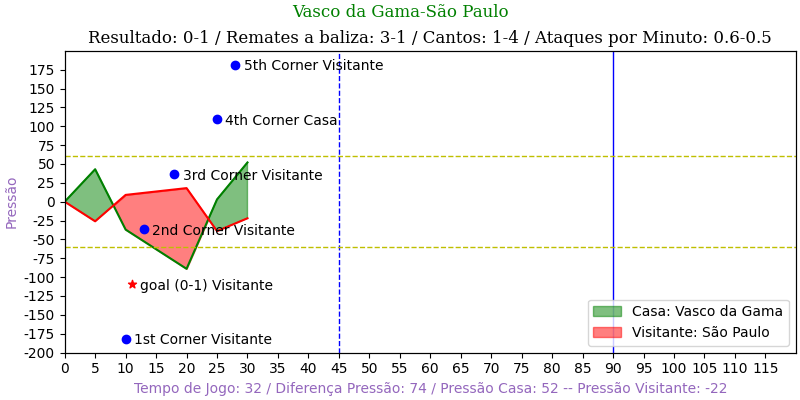 Vasco da Gama-São Paulo
Resultado: 0-1 / Remates a baliza: 3-1 / Cantos: 1-4 / Ataques por Minuto: 0.6-0.5
Pressão
175
150
125
100
75
50
25
0
-25
-50
-75
-100
-125
-150
-175
-200
5th Corner Visitante
4th Corner Casa
3rd Corner Visitante
2nd Corner Visitante
goal (0-1) Visitante
1st Corner Visitante
Casa: Vasco da Gama
Visitante: São Paulo
0 5 10 15 20 25 30 35 40 45 50 55 60 65 70 75 80 85 90 95 100 105 110 115
Tempo de Jogo: 32 / Diferença Pressão: 74 / Pressão Casa: 52 -- Pressão Visitante: -22